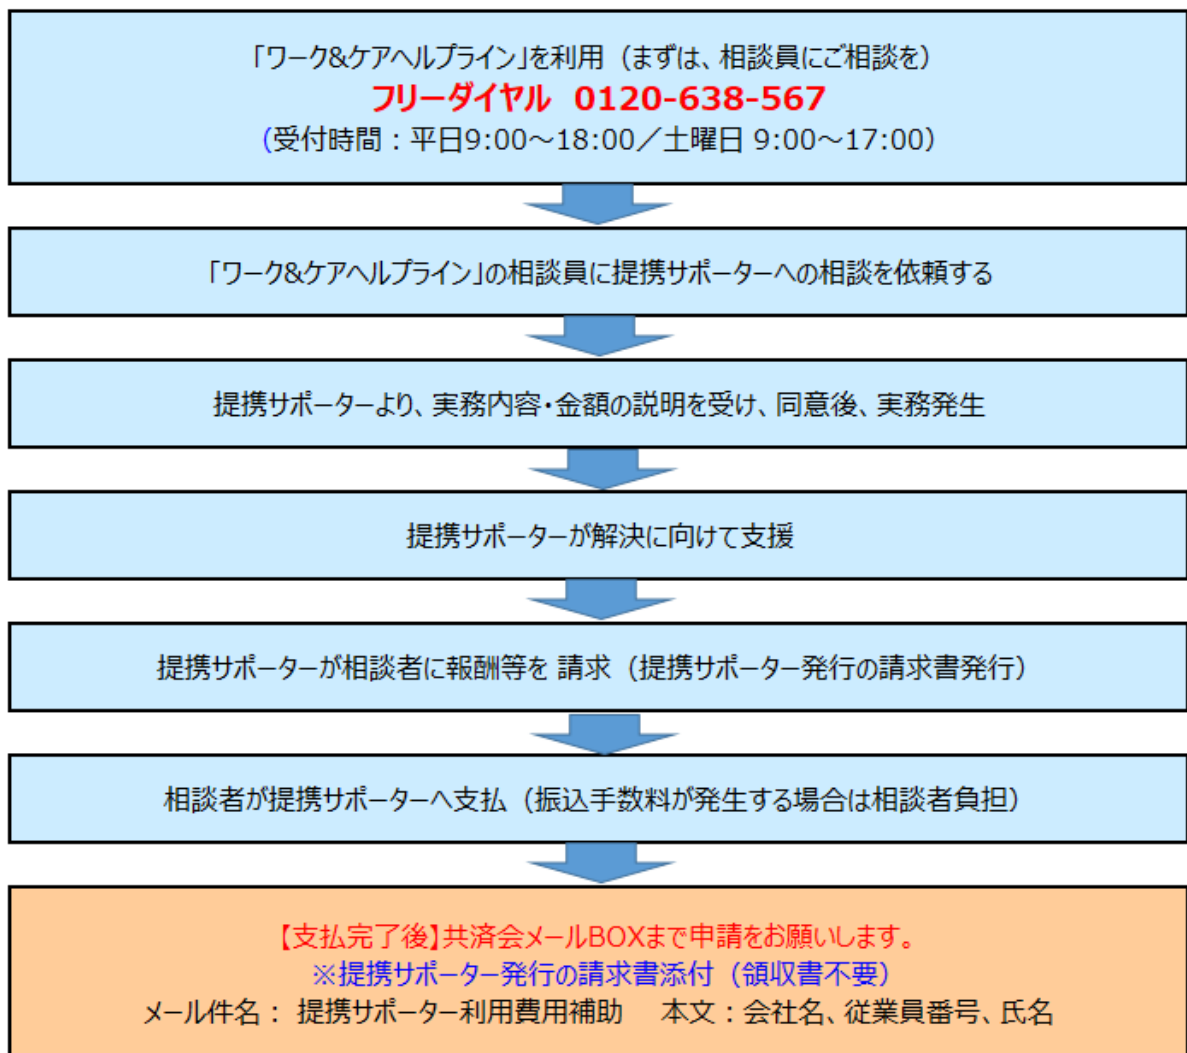 「ワーク&ケアヘルプライン」を利用（まずは、相談員にご相談を）
フリーダイヤル 0120-638-567
（受付時間：平日9:00～18:00／土曜日 9:00～17:00）
「ワーク&ケアヘルプライン」の相談員に提携サポーターへの相談を依頼する
提携サポーターより、実務内容・金額の説明を受け、同意後、実務発生
提携サポーターが解決に向けて支援
提携サポーターが相談者に報酬等を 請求（提携サポーター発行の請求書発行）
相談者が提携サポーターへ支払（振込手数料が発生する場合は相談者負担）
【支払完了後】共済会メールBOXまで申請をお願いします。
※提携サポーター発行の請求書添付（領収書不要）
メール件名： 提携サポーター利用費用補助　本文：会社名、従業員番号、氏名